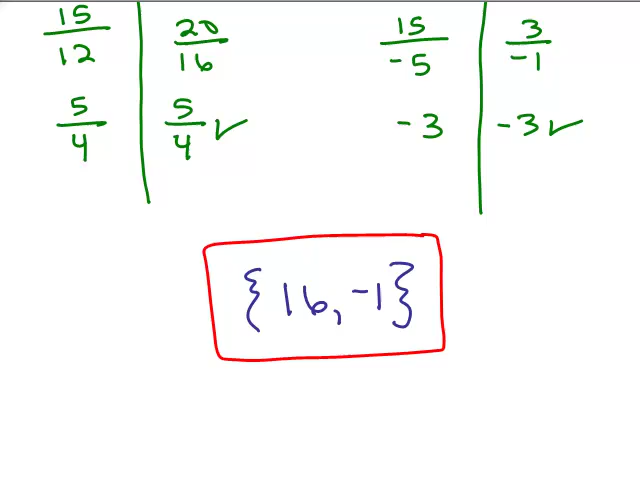 15/12 | 20/16
5/4 | 5/4 ✓
15/-5 | 3/-1
-3 | -3 ✓
{16, -1}